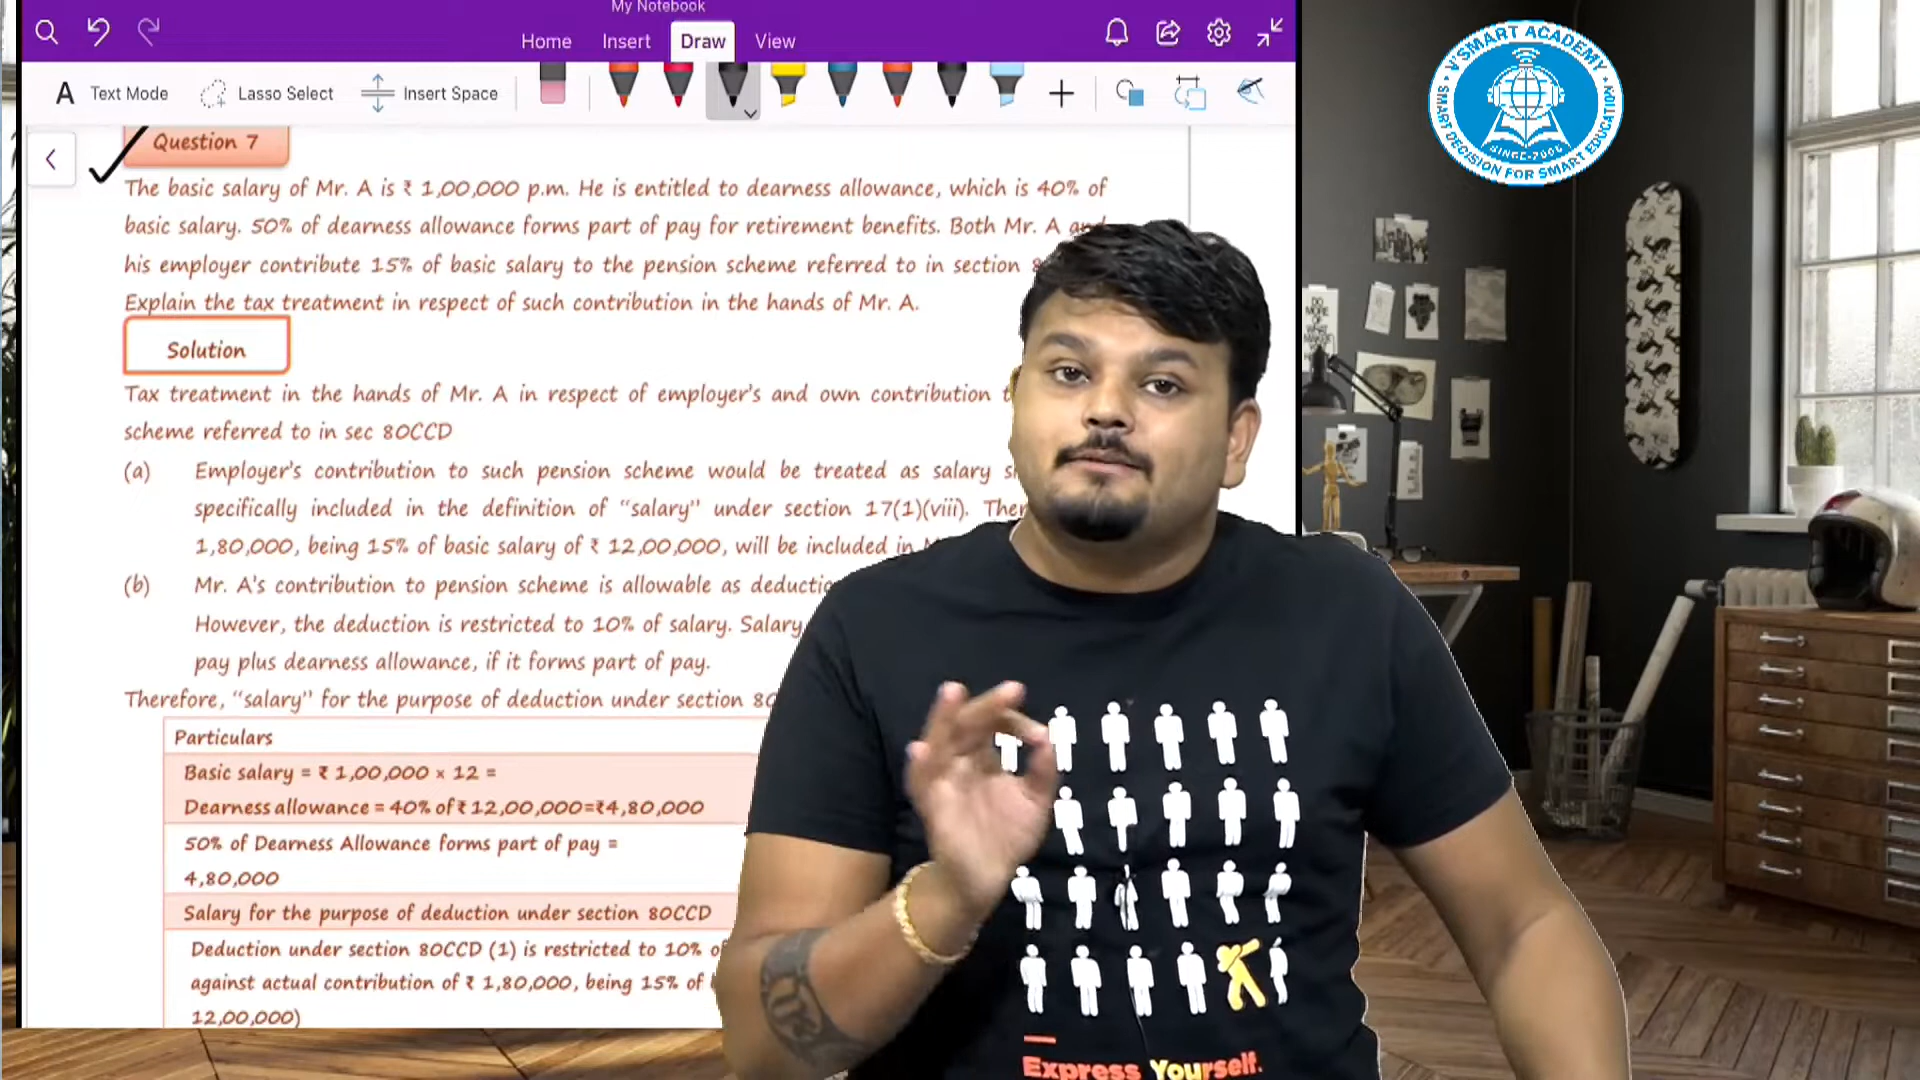 My Notebook
Home Insert Draw View
A Text Mode Lasso Select Insert Space
Question 7
The basic salary of Mr. A is ₹ 1,00,000 p.m. He is entitled to dearness allowance, which is 40% of
basic salary. 50% of dearness allowance forms part of pay for retirement benefits. Both Mr. A and
his employer contribute 15% of basic salary to the pension scheme referred to in section
Explain the tax treatment in respect of such contribution in the hands of Mr. A.
Solution
Tax treatment in the hands of Mr. A in respect of employer's and own contribution
scheme referred to in sec 80CCD
(a) Employer's contribution to such pension scheme would be treated as salary
specifically included in the definition of "salary" under section 17(1)(viii).
1,80,000, being 15% of basic salary of ₹ 12,00,000, will be included in
(b) Mr. A's contribution to pension scheme is allowable as
However, the deduction is restricted to 10% of salary. Salary
pay plus dearness allowance, if it forms part of pay.
Therefore, "salary" for the purpose of deduction under section
Particulars
Basic salary = ₹ 1,00,000 × 12 =
Dearness allowance = 40% of ₹ 12,00,000=₹4,80,000
50% of Dearness Allowance forms part of pay =
4,80,000
Salary for the purpose of deduction under section 80CCD
Deduction under section 80CCD (1) is restricted to 10%
against actual contribution of ₹ 1,80,000, being 15% of
12,00,000)
V'SMART ACADEMY
SINCE-2000
SMART DECISION FOR SMART EDUCATION
DO
MORE
OF
WHAT
MAKES
YOU
Express Yourself.